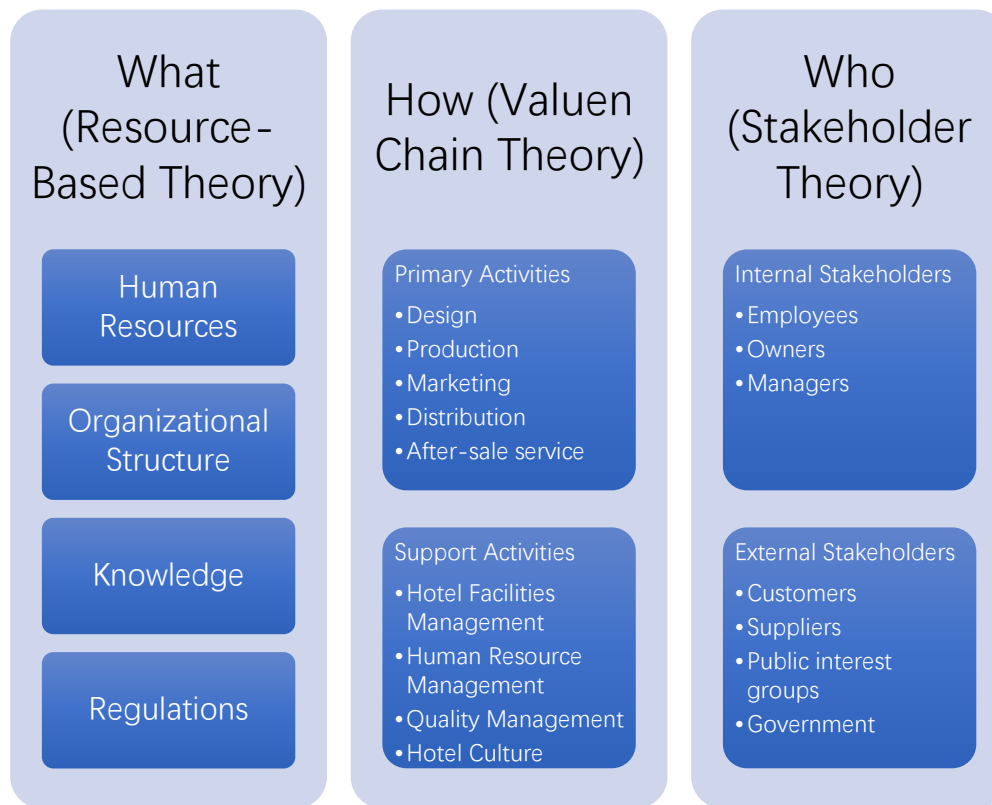 What
(Resource-
Based Theory)
Human
Resources
Organizational
Structure
Knowledge
Regulations
How (Valuen
Chain Theory)
Primary Activities
•Design
•Production
•Marketing
•Distribution
•After-sale service
Support Activities
•Hotel Facilities
Management
•Human Resource
Management
•Quality Management
•Hotel Culture
Who
(Stakeholder
Theory)
Internal Stakeholders
•Employees
•Owners
•Managers
External Stakeholders
•Customers
•Suppliers
•Public interest
groups
•Government